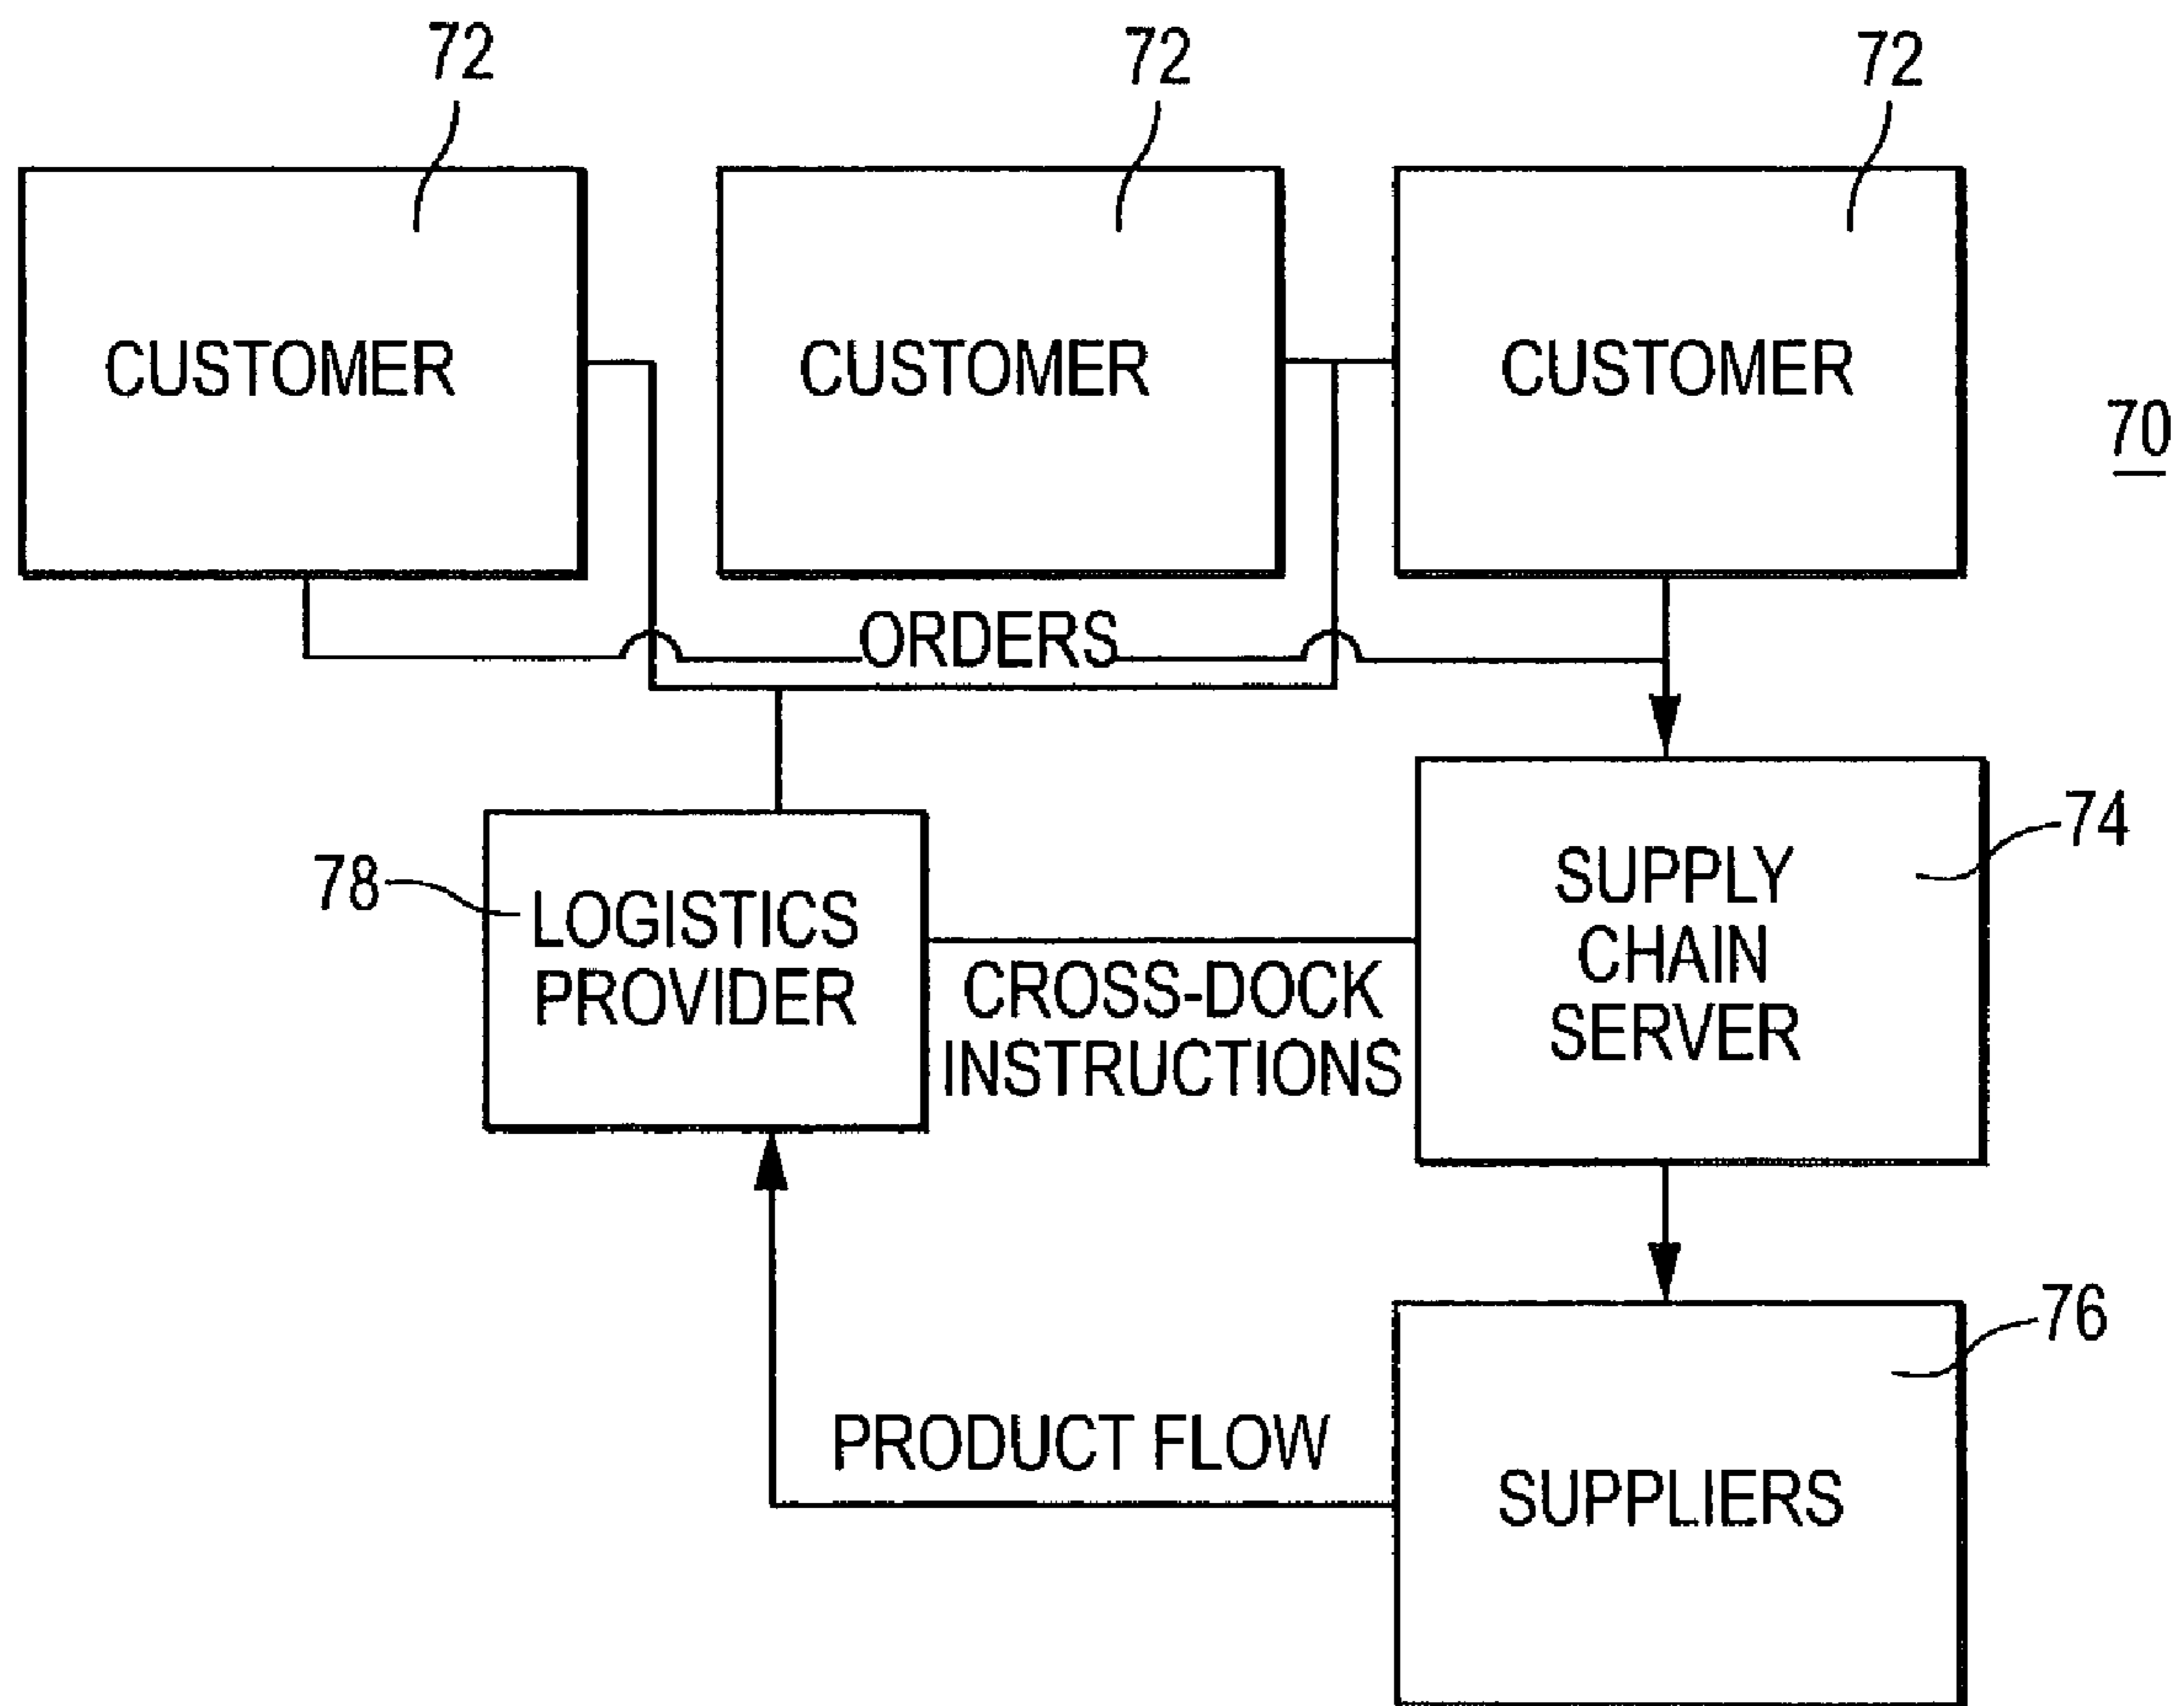 72
72
72
CUSTOMER
CUSTOMER
CUSTOMER
70
ORDERS
74
SUPPLY
CHAIN
SERVER
78
LOGISTICS
PROVIDER
CROSS-DOCK
INSTRUCTIONS
76
PRODUCT FLOW
SUPPLIERS